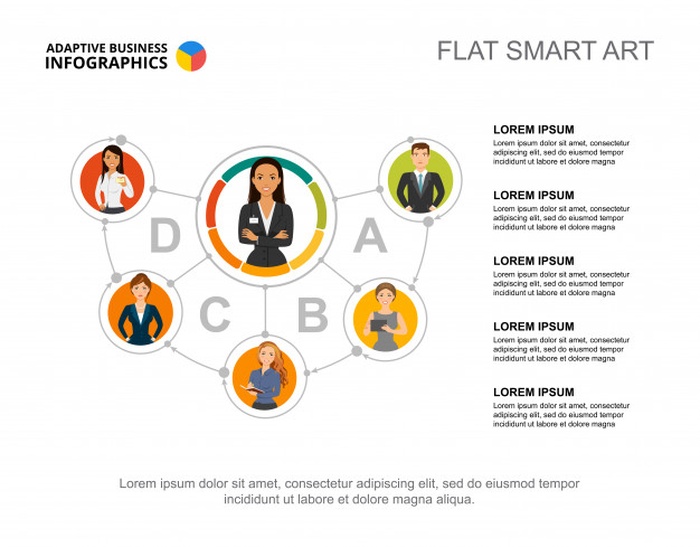 ADAPTIVE BUSINESS
INFOGRAPHICS
FLAT SMART ART
D
A
C
B
LOREM IPSUM
Lorem ipsum dolor sit amet, consectetur
adipiscing elit, sed do eiusmod tempor
incididunt ut labore et dolore magna
LOREM IPSUM
Lorem ipsum dolor sit amet, consectetur
adipiscing elit, sed do eiusmod tempor
incididunt ut labore et dolore magna
LOREM IPSUM
Lorem ipsum dolor sit amet, consectetur
adipiscing elit, sed do eiusmod tempor
incididunt ut labore et dolore magna
LOREM IPSUM
Lorem ipsum dolor sit amet, consectetur
adipiscing elit, sed do eiusmod tempor
incididunt ut labore et dolore magna
LOREM IPSUM
Lorem ipsum dolor sit amet, consectetur
adipiscing elit, sed do eiusmod tempor
incididunt ut labore et dolore magna
Lorem ipsum dolor sit amet, consectetur adipiscing elit, sed do eiusmod tempor
incididunt ut labore et dolore magna aliqua.